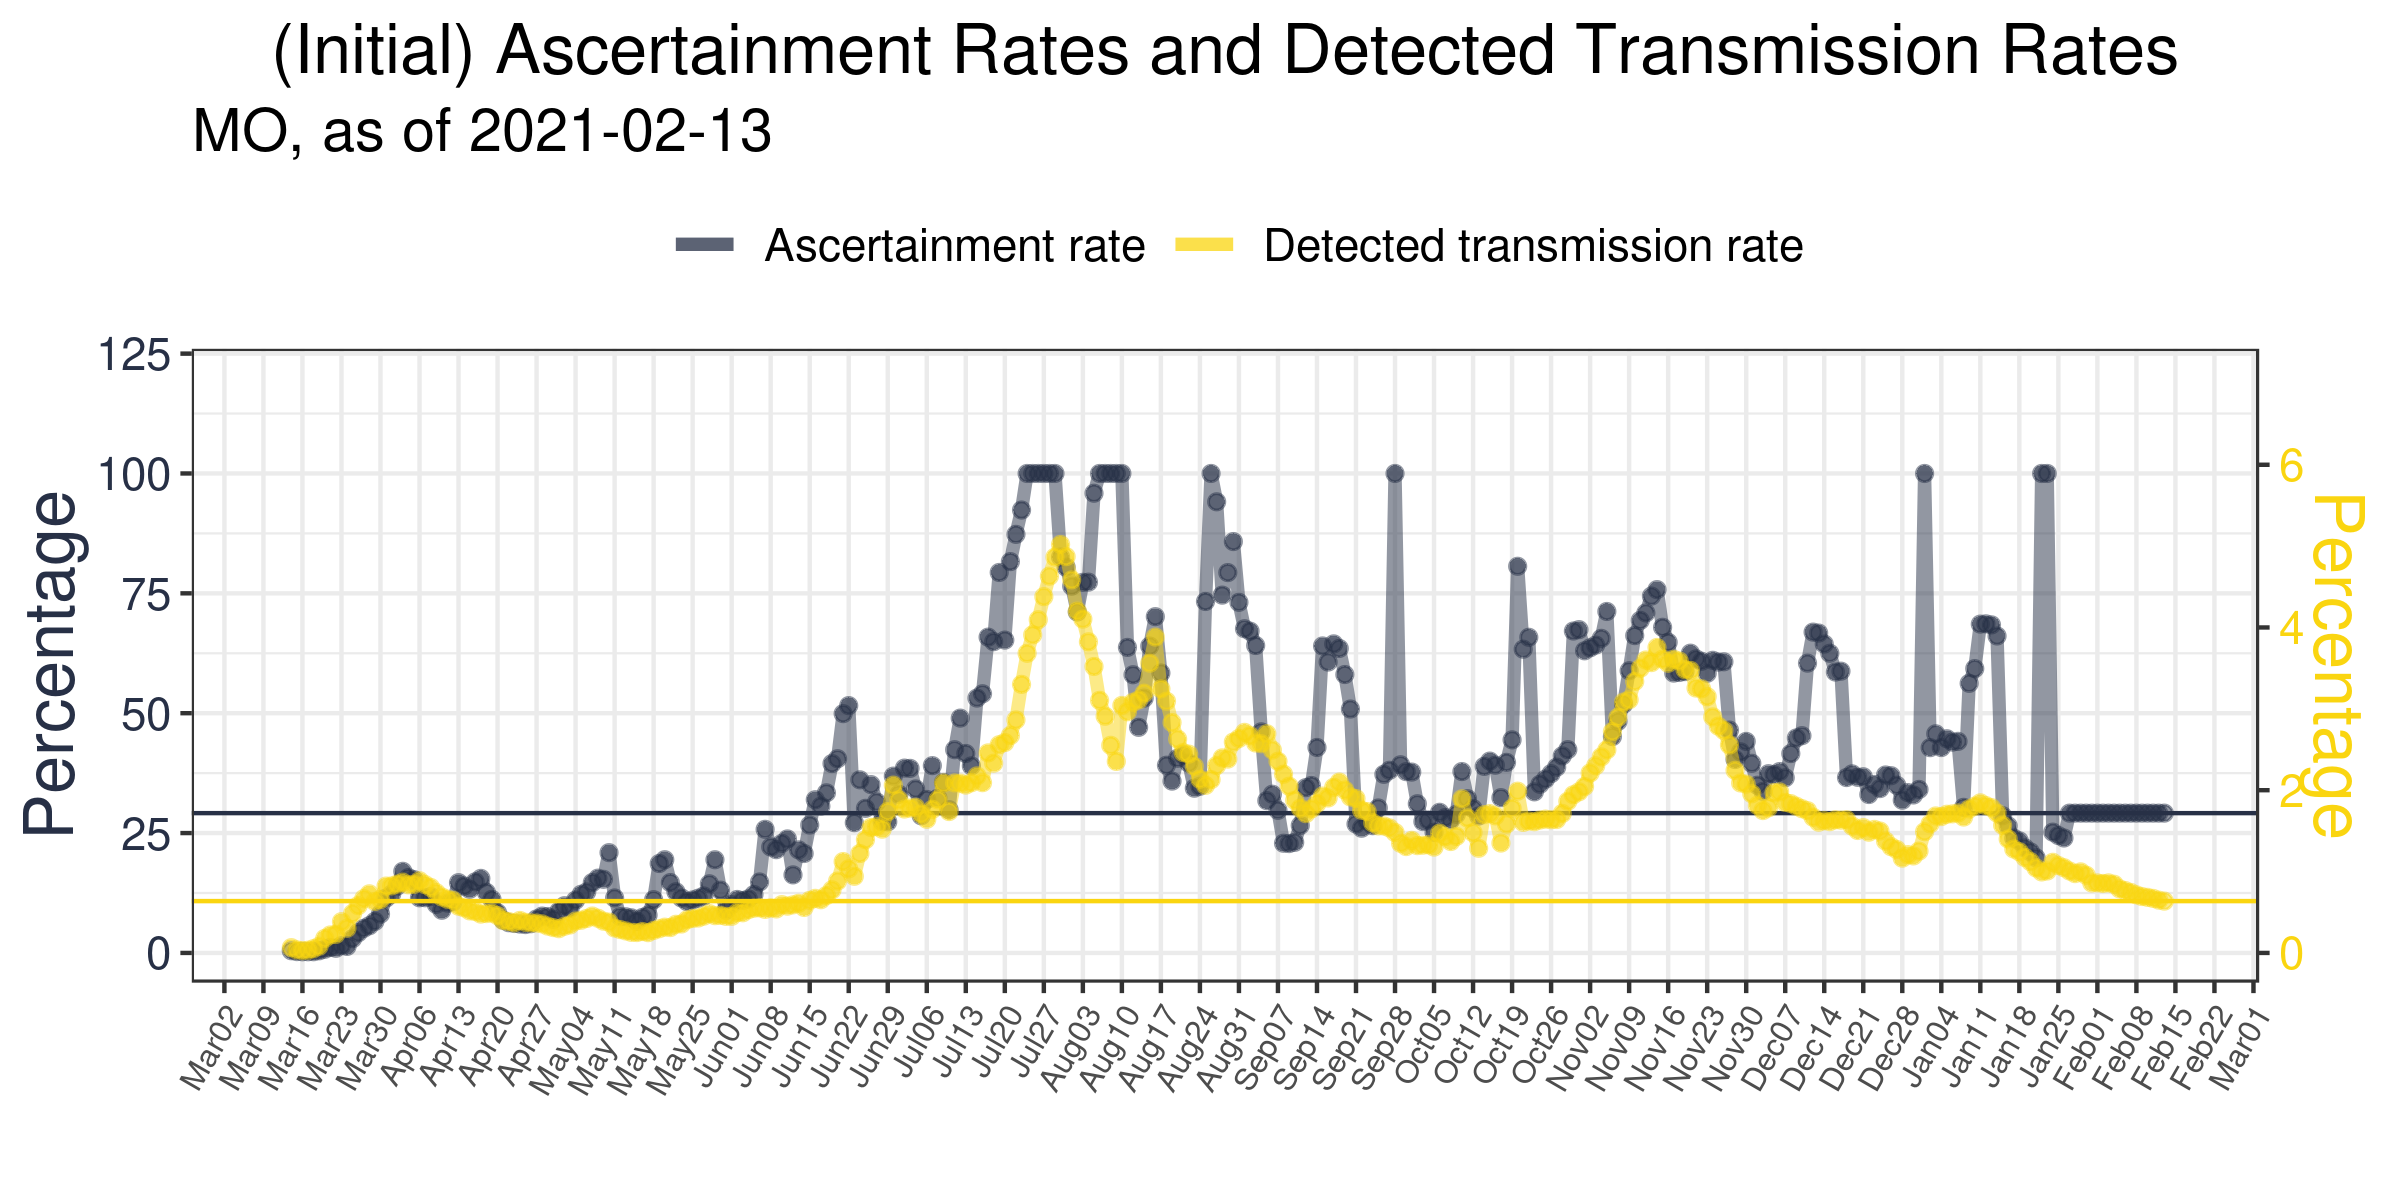 (Initial) Ascertainment Rates and Detected Transmission Rates
MO, as of 2021-02-13
Ascertainment rate
Detected transmission rate
Percentage
125
100
75
50
25
0
6
4
2
0
Percentage
Mar02
Mar09
Mar16
Mar23
Mar30
Apr06
Apr13
Apr20
Apr27
May04
May11
May18
May25
Jun01
Jun08
Jun15
Jun22
Jun29
Jul06
Jul13
Jul20
Jul27
Aug03
Aug10
Aug17
Aug24
Aug31
Sep07
Sep14
Sep21
Sep28
Oct05
Oct12
Oct19
Oct26
Nov02
Nov09
Nov16
Nov23
Nov30
Dec07
Dec14
Dec21
Dec28
Jan04
Jan11
Jan18
Jan25
Feb01
Feb08
Feb15
Feb22
Mar01